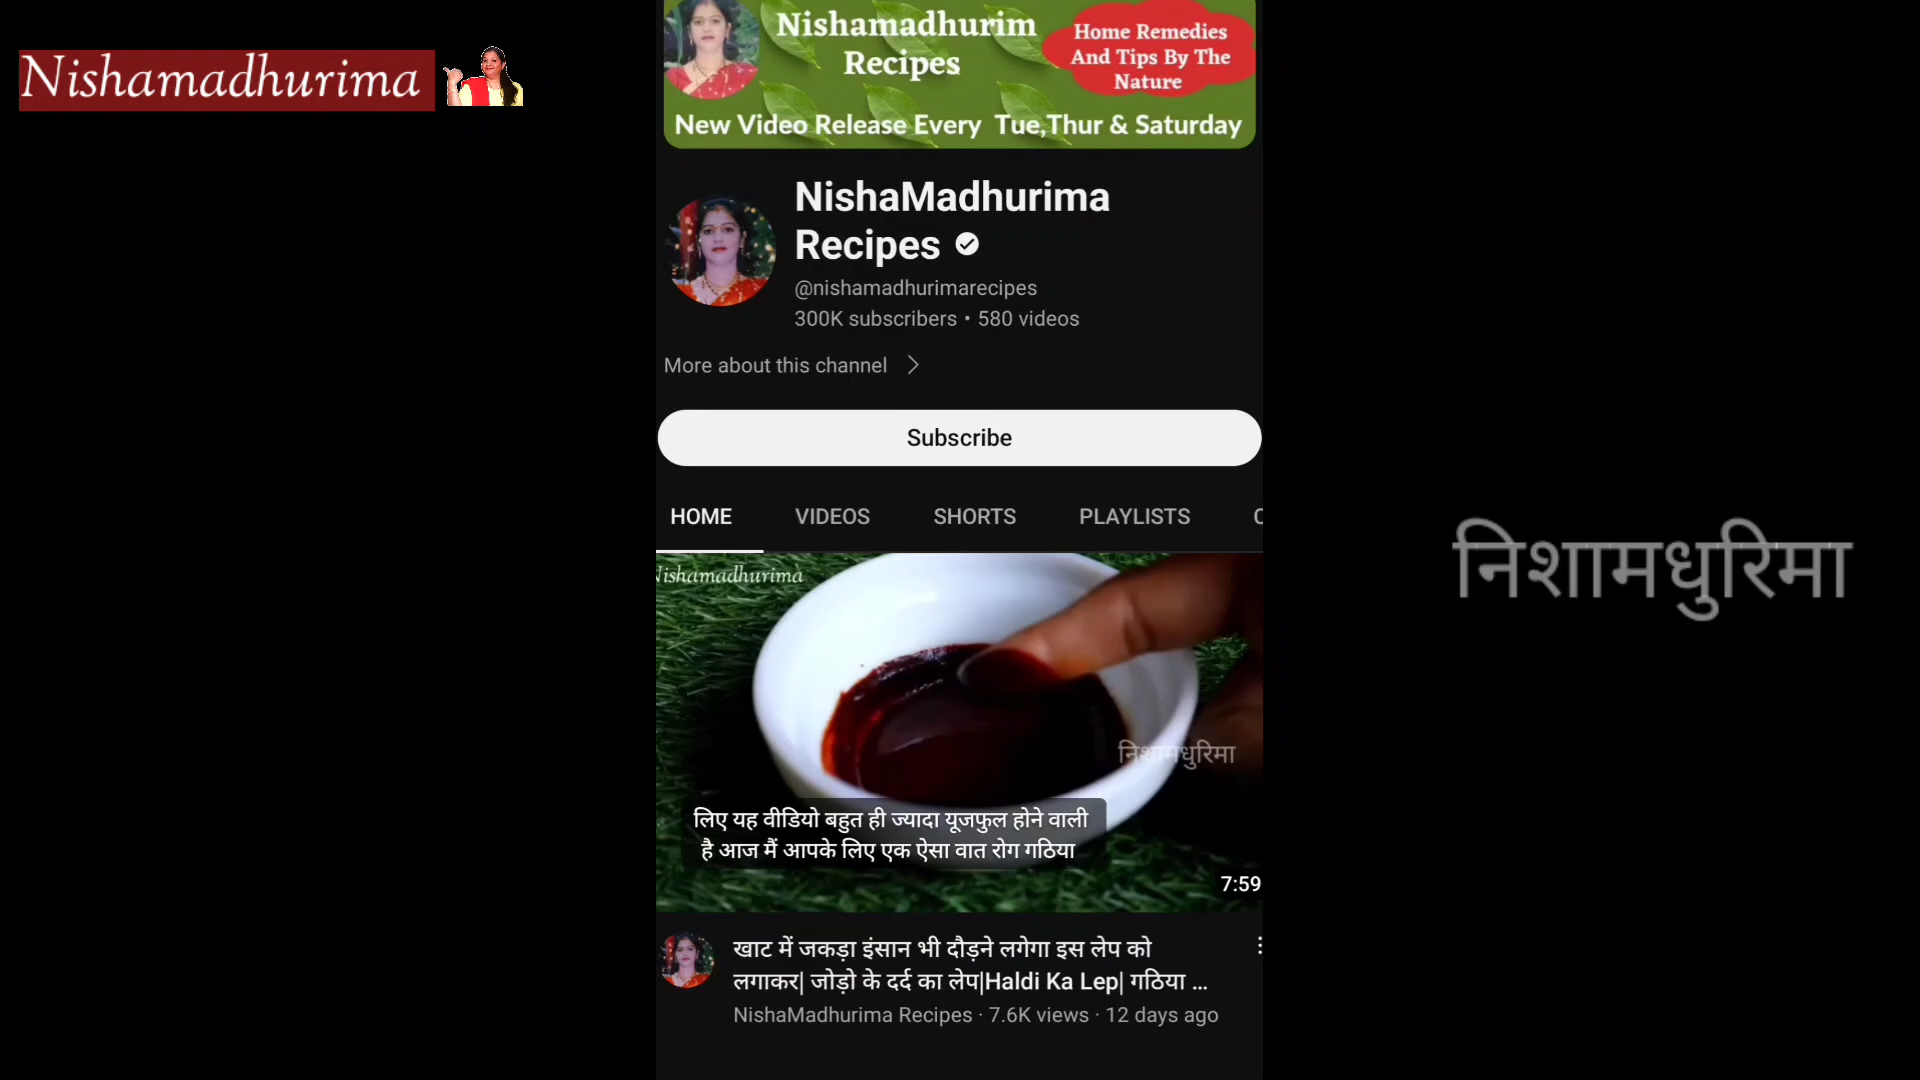 Nishamadhurima
Nishamadhurim
Recipes
Home Remedies
And Tips By The
Nature
New Video Release Every Tue,Thur & Saturday
NishaMadhurima
Recipes
@nishamadhurimarecipes
300K subscribers • 580 videos
More about this channel
Subscribe
HOME VIDEOS SHORTS PLAYLISTS
निशामधुरिमा
Nishamadhurima
निशामधुरिमा
लिए यह वीडियो बहुत ही ज्यादा यूजफुल होने वाली
है आज मैं आपके लिए एक ऐसा वात रोग गठिया
7:59
खाट में जकड़ा इंसान भी दौड़ने लगेगा इस लेप को
लगाकर| जोड़ो के दर्द का लेप|Haldi Ka Lep| गठिया ...
NishaMadhurima Recipes · 7.6K views · 12 days ago